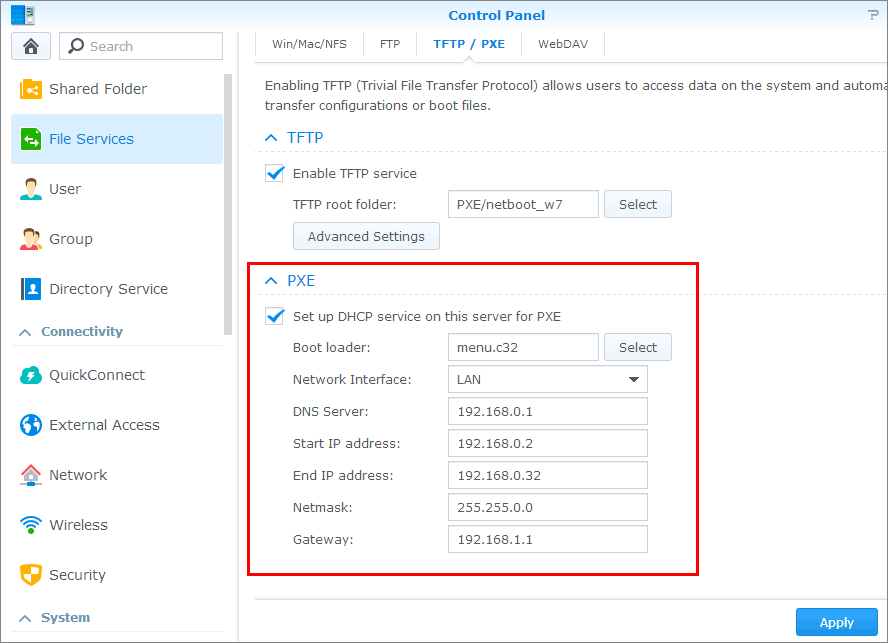 Control Panel
Search
Shared Folder
File Services
User
Group
Directory Service
Connectivity
QuickConnect
External Access
Network
Wireless
Security
System
Win/Mac/NFS FTP TFTP / PXE WebDAV
Enabling TFTP (Trivial File Transfer Protocol) allows users to access data on the system and automa
transfer configurations or boot files.
TFTP
Enable TFTP service
TFTP root folder: PXE/netboot_w7 Select
Advanced Settings
PXE
Set up DHCP service on this server for PXE
Boot loader: menu.c32 Select
Network Interface: LAN
DNS Server: 192.168.0.1
Start IP address: 192.168.0.2
End IP address: 192.168.0.32
Netmask: 255.255.0.0
Gateway: 192.168.1.1
Apply